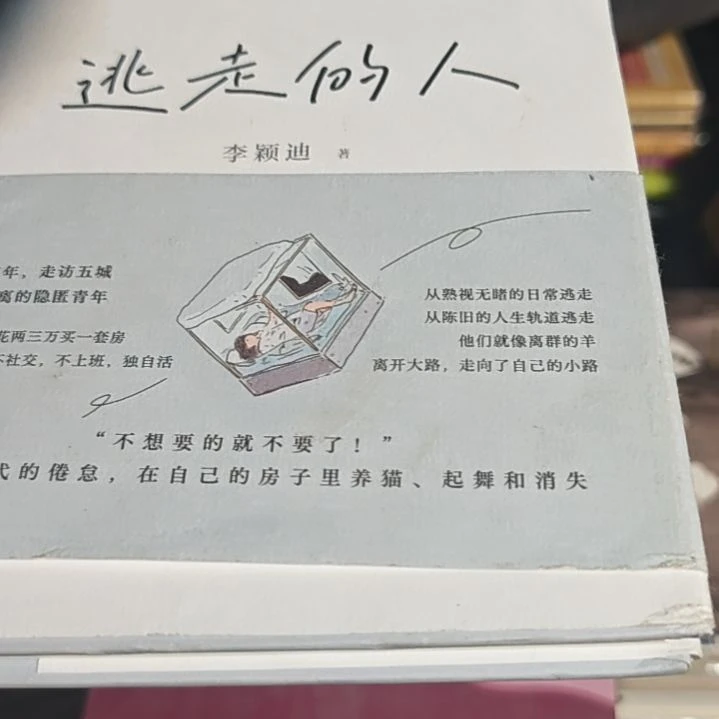 逃走的人
李颖迪 著
年，走访五城
离的隐匿青年
花两三万买一套房
不社交，不上班，独自活
从熟视无睹的日常逃走
从陈旧的人生轨道逃走
他们就像离群的羊
离开大路，走向了自己的小路
“不想要的就不要了！”
代的倦怠，在自己的房子里养猫、起舞和消失